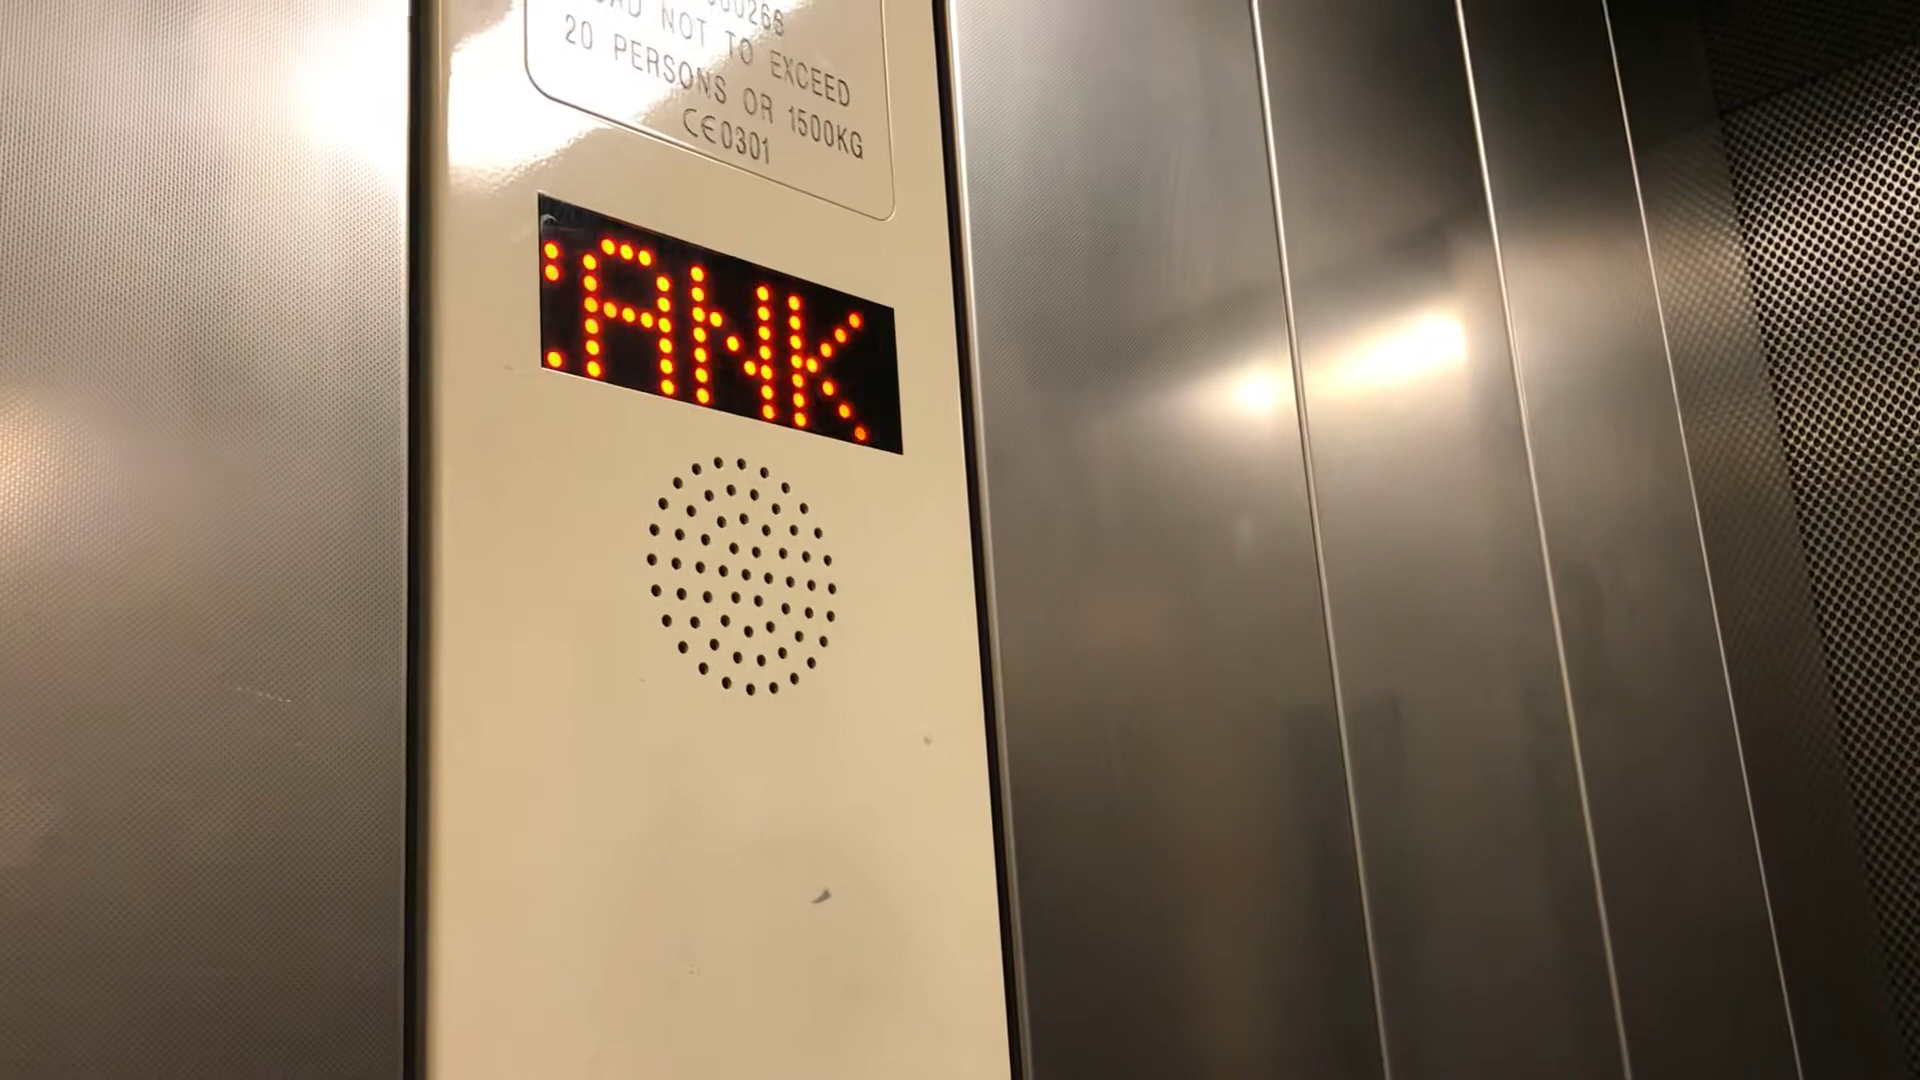 NOT TO EXCEED
20 PERSONS OR 1500KG
CE0301
ANK